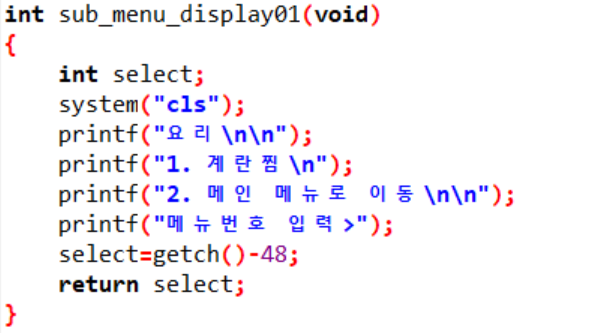 int sub_menu_display01(void)
{
    int select;
    system("cls");
    printf("요리\n\n");
    printf("1. 계란찜\n");
    printf("2. 메인 메뉴로 이동\n\n");
    printf("메뉴번호 입력>");
    select=getch()-48;
    return select;
}